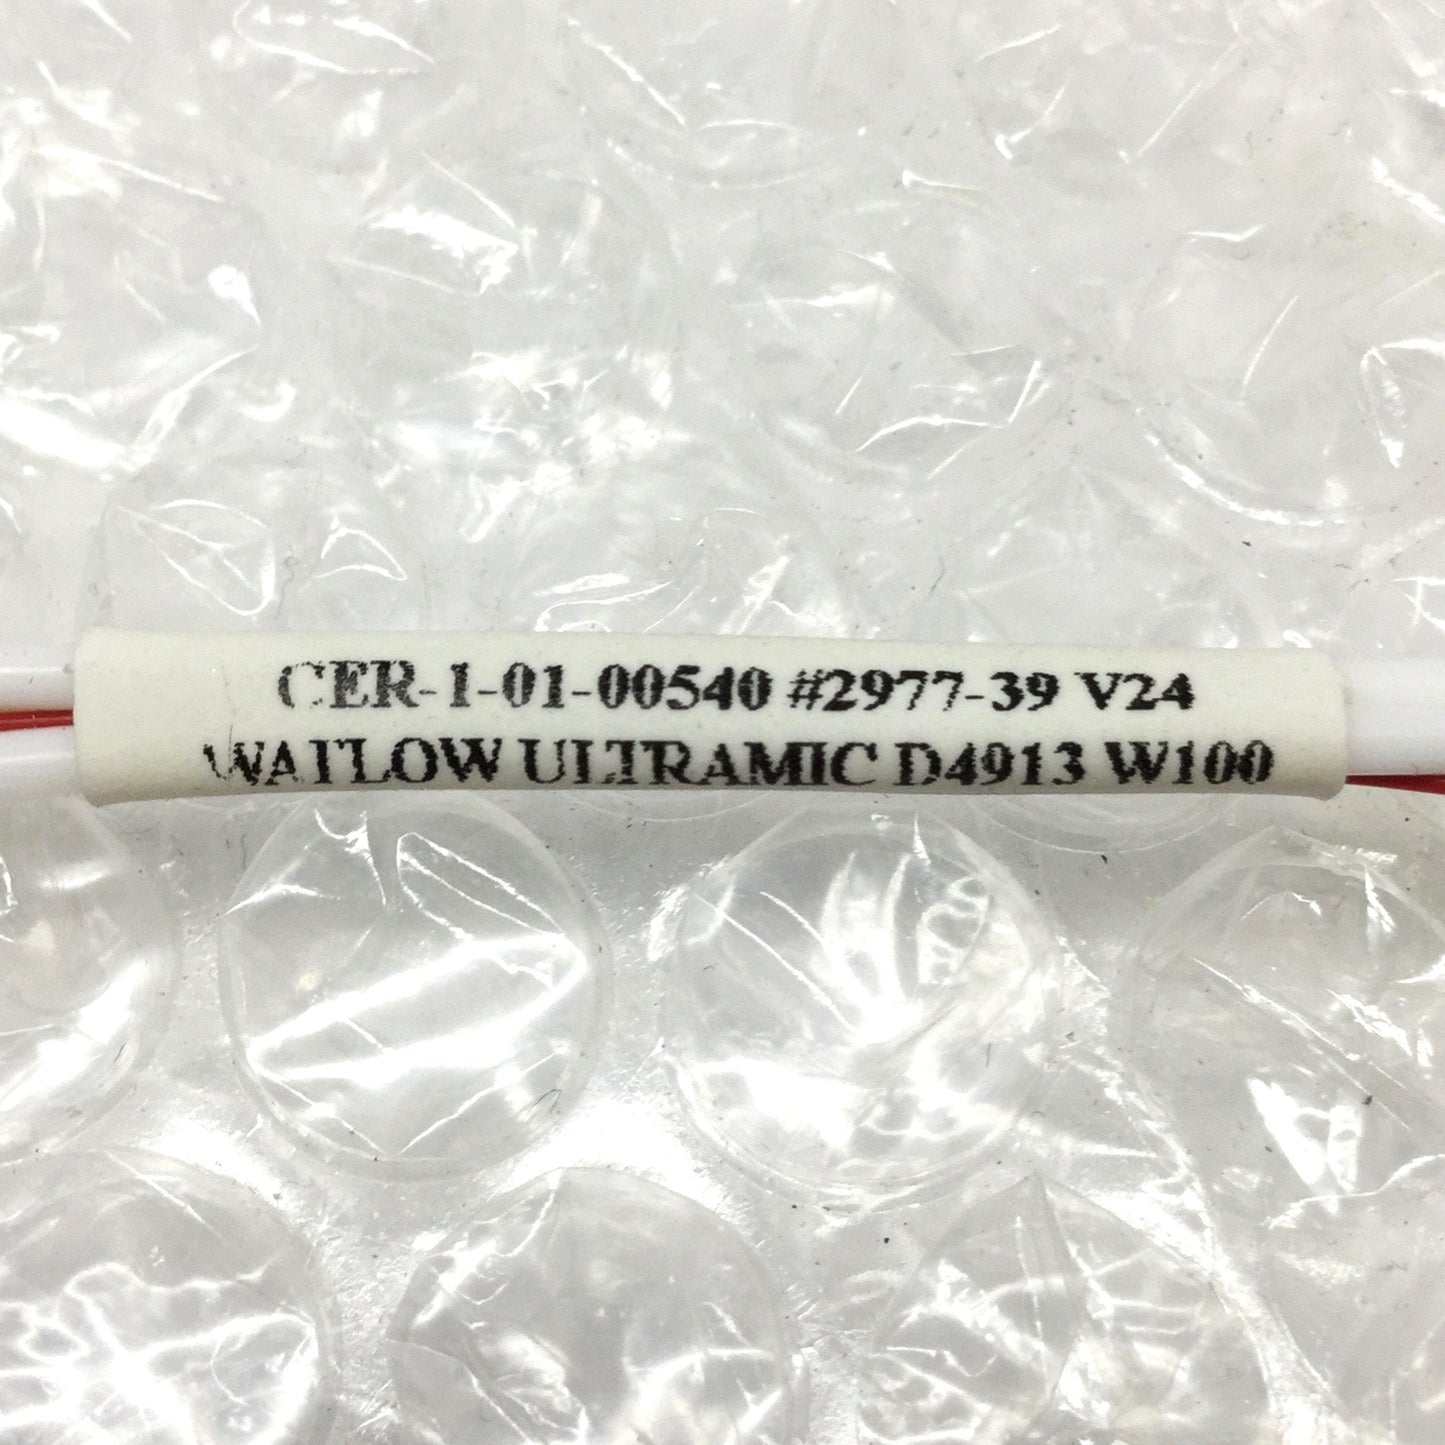 CER-1-01-00540 #2977-39 V24
WATLOW ULTRAMIC D4913 W100